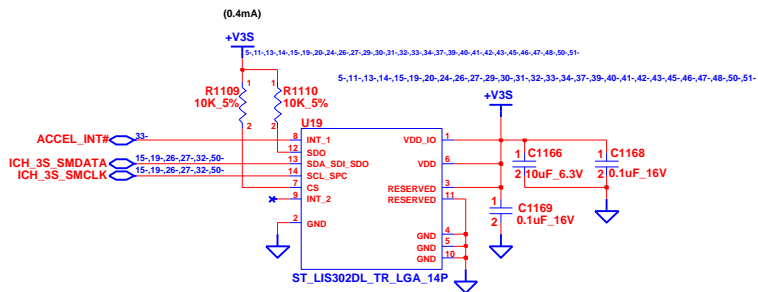 (0.4mA)
+V3S
5-,11-,13-,14-,15-,19-,20-,24-,26-,27-,29-,30-,31-,32-,33-,34-,37-,39-,40-,41-,42-,43-,45-,46-,47-,48-,50-,51-
5-,11-,13-,14-,15-,19-,20-,24-,26-,27-,29-,30-,31-,32-,33-,34-,37-,39-,40-,41-,42-,43-,45-,46-,47-,48-,50-,51-
+V3S
R1109
10K_5%
1
2
R1110
10K_5%
1
2
U19
ACCEL_INT# 33- 8 INT_1
12 SDO
ICH_3S_SMDATA 15-,19-,26-,27-,32-,50- 13 SDA_SDI_SDO
ICH_3S_SMCLK 15-,19-,26-,27-,32-,50- 14 SCL_SPC
7 CS
9 INT_2
2 GND
VDD_IO 1
VDD 6
RESERVED 3
RESERVED 11
GND 4
GND 5
GND 10
ST_LIS302DL_TR_LGA_14P
1 C1166
2 10uF_6.3V
1 C1168
2 0.1uF_16V
1 C1169
2 0.1uF_16V